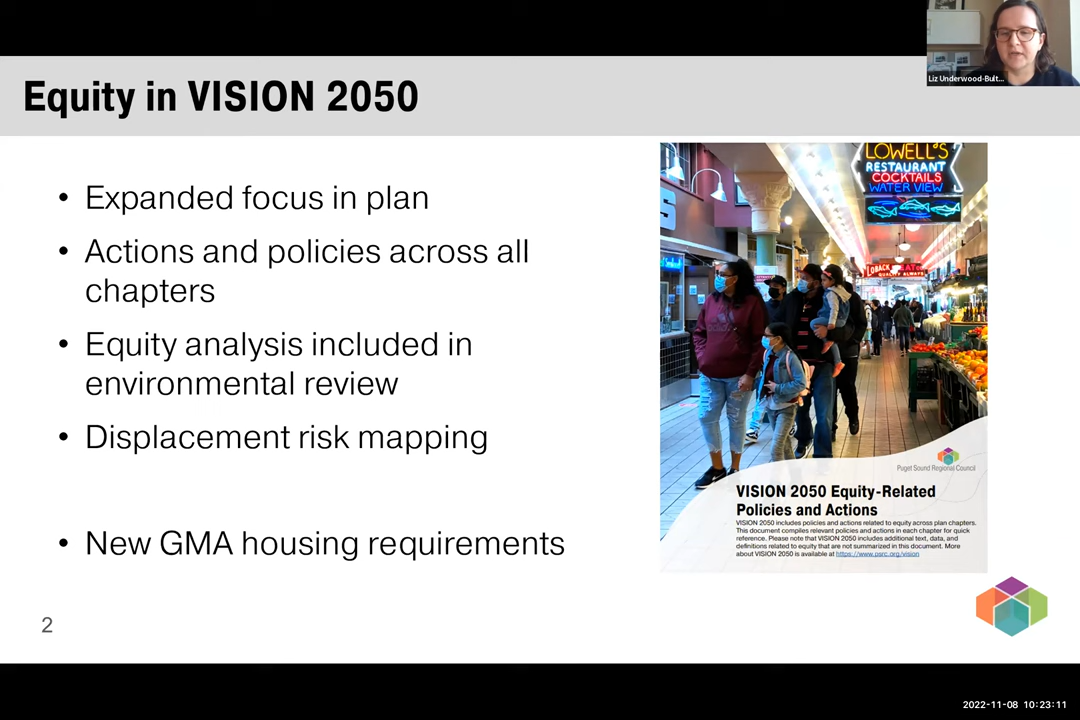 Equity in VISION 2050
Liz Underwood-Bult...
• Expanded focus in plan
• Actions and policies across all
chapters
• Equity analysis included in
environmental review
• Displacement risk mapping
• New GMA housing requirements
LOWELL'S
RESTAURANT
COCKTAILS
WATER VIEW
QUALITY ALWAYS
Puget Sound Regional Council
VISION 2050 Equity-Related
Policies and Actions
VISION 2050 includes policies and actions related to equity across plan chapters.
This document compiles relevant policies and actions in each chapter for quick
reference. Please note that VISION 2050 includes additional text, data, and
definitions related to equity that are not summarized in this document. More
about VISION 2050 is available at https://www.psrc.org/vision
2
2022-11-08 10:23:11